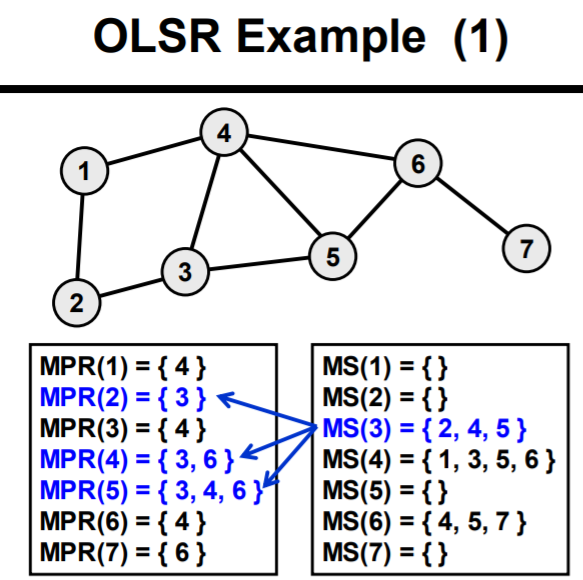 OLSR Example (1)
4
1
6
7
5
3
2
MPR(1) = { 4 }
MPR(2) = { 3 }
MPR(3) = { 4 }
MPR(4) = { 3, 6 }
MPR(5) = { 3, 4, 6 }
MPR(6) = { 4 }
MPR(7) = { 6 }
MS(1) = { }
MS(2) = { }
MS(3) = { 2, 4, 5 }
MS(4) = { 1, 3, 5, 6 }
MS(5) = { }
MS(6) = { 4, 5, 7 }
MS(7) = { }